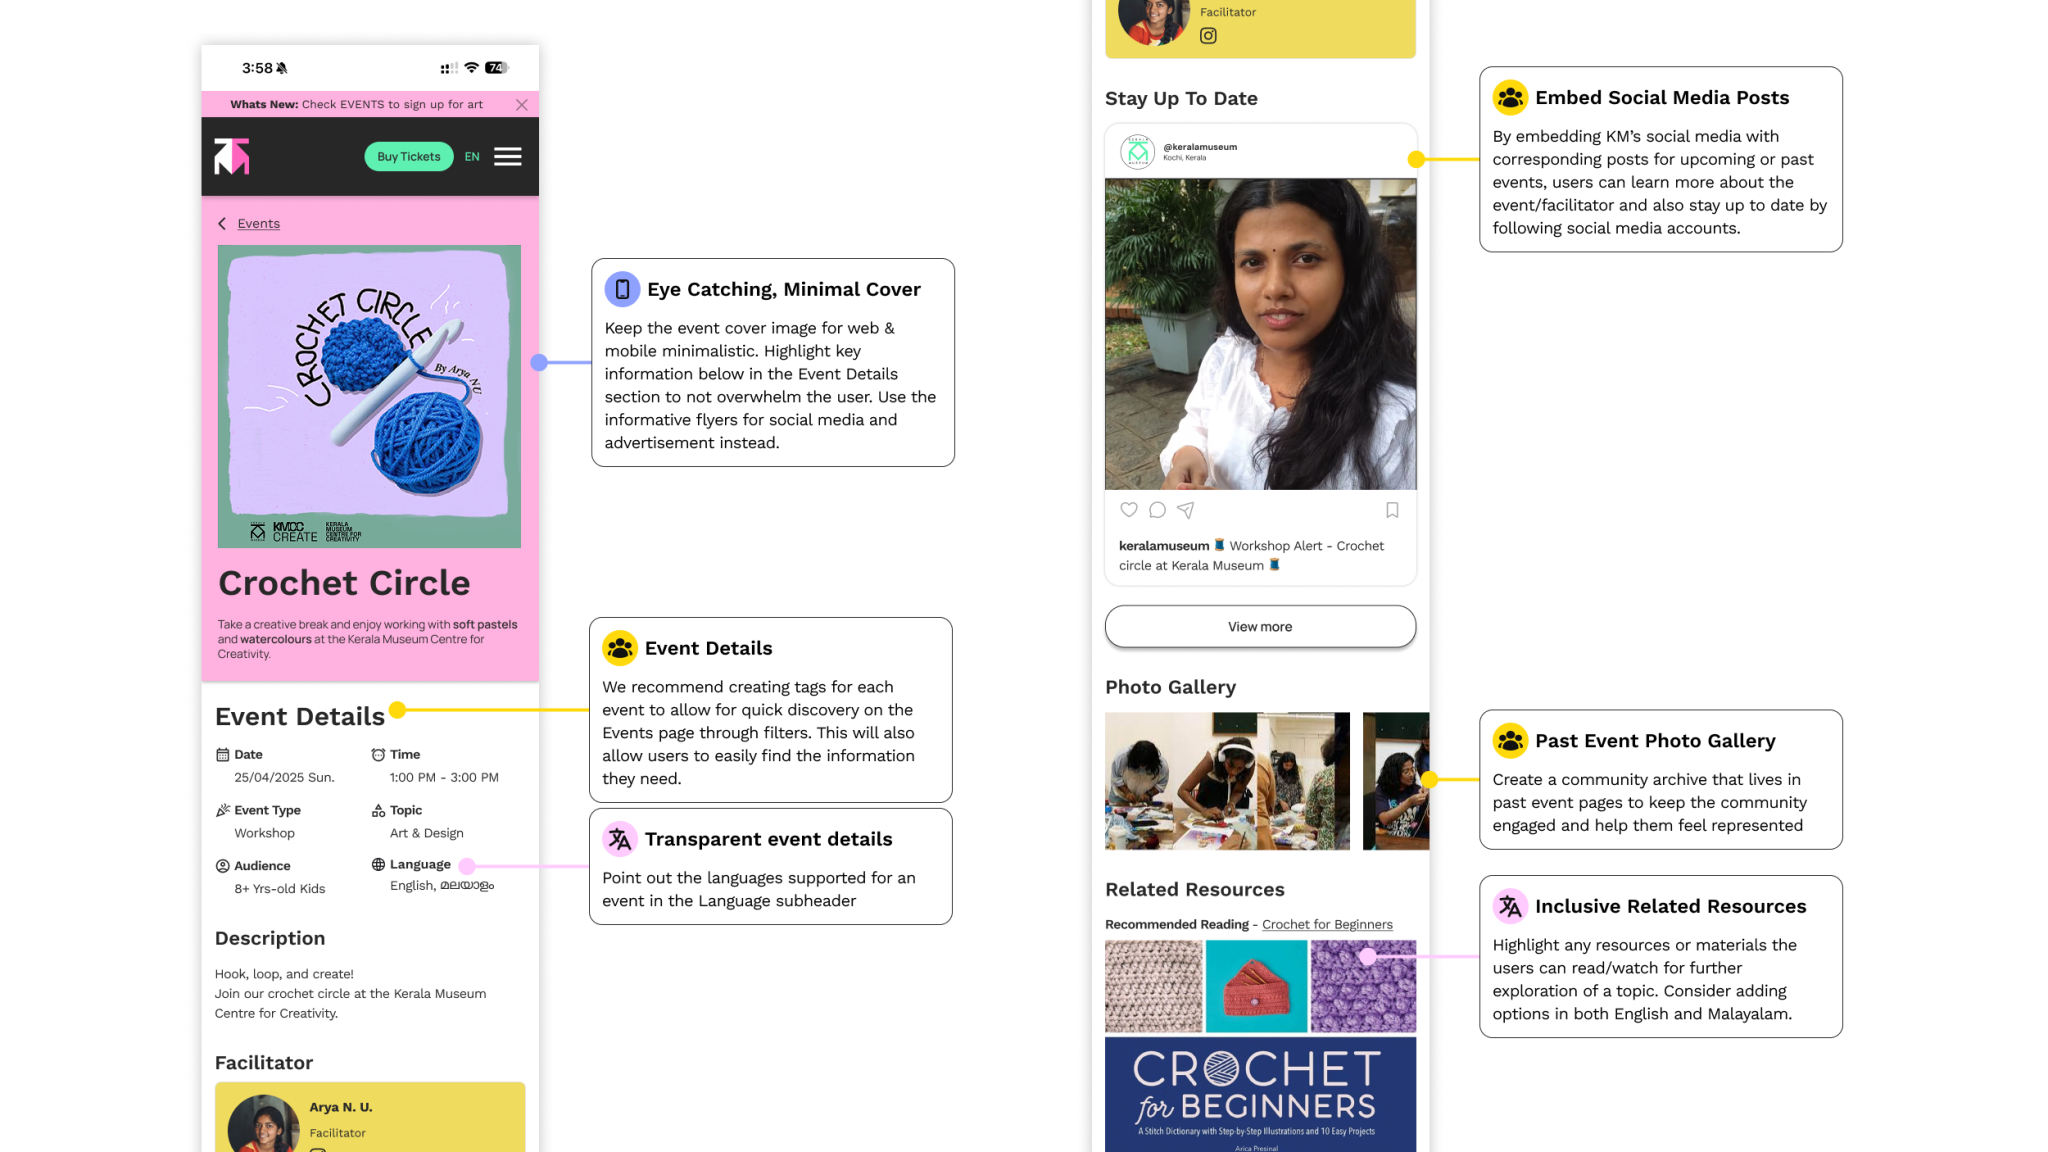 3:58
74
Whats New: Check EVENTS to sign up for art
Buy Tickets
EN
Events
CROCHET CIRCLE
By Arya NU
KERALA
MUSEUM
KMCC
CREATE
KERALA
MUSEUM
CENTRE FOR
CREATIVITY
Crochet Circle
Take a creative break and enjoy working with soft pastels
and watercolours at the Kerala Museum Centre for
Creativity.
Event Details
Date
25/04/2025 Sun.
Time
1:00 PM - 3:00 PM
Event Type
Workshop
Topic
Art & Design
Audience
8+ Yrs-old Kids
Language
English, മലയാളം
Description
Hook, loop, and create!
Join our crochet circle at the Kerala Museum
Centre for Creativity.
Facilitator
Arya N. U.
Facilitator
Eye Catching, Minimal Cover
Keep the event cover image for web &
mobile minimalistic. Highlight key
information below in the Event Details
section to not overwhelm the user. Use the
informative flyers for social media and
advertisement instead.
Event Details
We recommend creating tags for each
event to allow for quick discovery on the
Events page through filters. This will also
allow users to easily find the information
they need.
Transparent event details
Point out the languages supported for an
event in the Language subheader
Facilitator
Stay Up To Date
KERALA
MUSEUM
@keralamuseum
Kochi, Kerala
keralamuseum 🧵 Workshop Alert - Crochet
circle at Kerala Museum 🧵
View more
Photo Gallery
Related Resources
Recommended Reading - Crochet for Beginners
CROCHET
for BEGINNERS
A Stitch Dictionary with Step-by-Step Illustrations and 10 Easy Projects
Arica Presinal
Embed Social Media Posts
By embedding KM’s social media with
corresponding posts for upcoming or past
events, users can learn more about the
event/facilitator and also stay up to date by
following social media accounts.
Past Event Photo Gallery
Create a community archive that lives in
past event pages to keep the community
engaged and help them feel represented
Inclusive Related Resources
Highlight any resources or materials the
users can read/watch for further
exploration of a topic. Consider adding
options in both English and Malayalam.